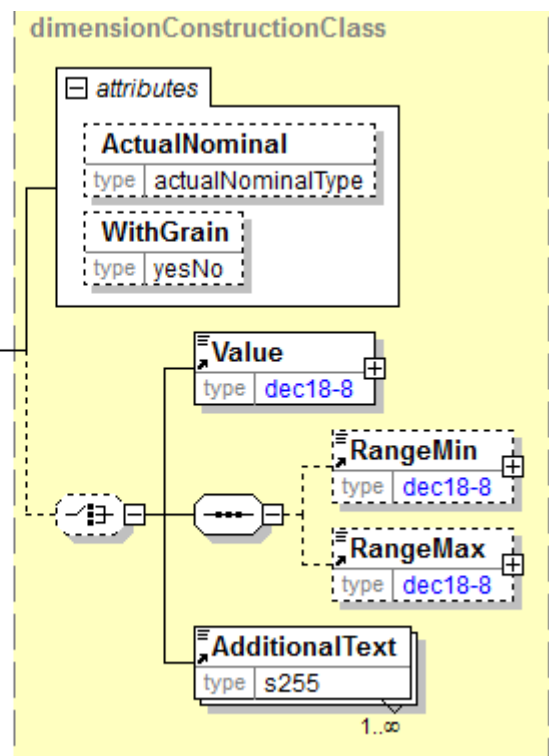 dimensionConstructionClass
attributes
ActualNominal
type actualNominalType
WithGrain
type yesNo
Value
type dec18-8
RangeMin
type dec18-8
RangeMax
type dec18-8
AdditionalText
type s255
1..∞